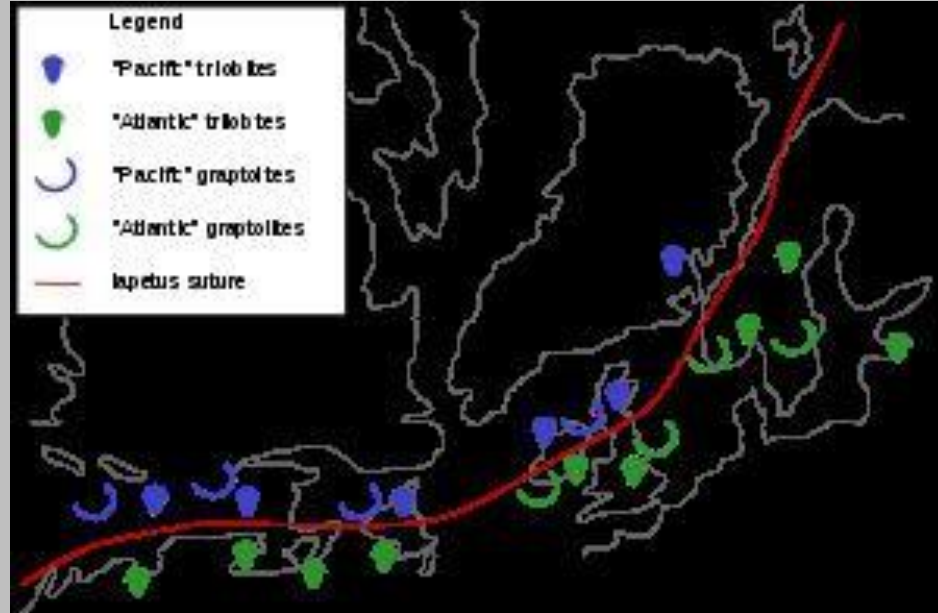 Legend
"Pacific" trilobites
"Atlantic" trilobites
"Pacific" graptolites
"Atlantic" graptolites
Iapetus suture